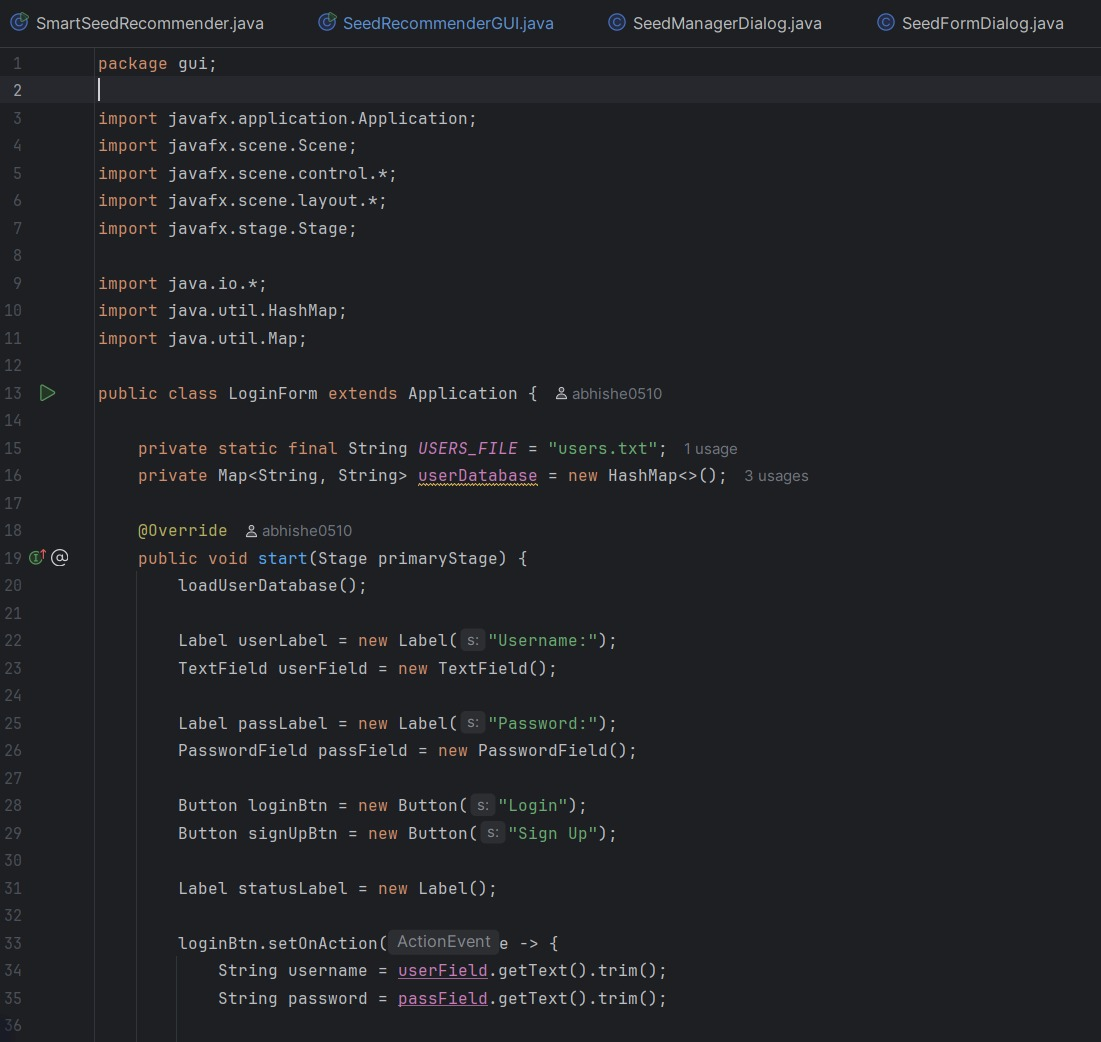 SmartSeedRecommender.java SeedRecommenderGUI.java SeedManagerDialog.java SeedFormDialog.java
1 package gui;
2
3 import javafx.application.Application;
4 import javafx.scene.Scene;
5 import javafx.scene.control.*;
6 import javafx.scene.layout.*;
7 import javafx.stage.Stage;
8
9 import java.io.*;
10 import java.util.HashMap;
11 import java.util.Map;
12
13 public class LoginForm extends Application { abhishe0510
14
15 private static final String USERS_FILE = "users.txt"; 1 usage
16 private Map<String, String> userDatabase = new HashMap<>(); 3 usages
17
18 @Override abhishe0510
19 public void start(Stage primaryStage) {
20 loadUserDatabase();
21
22 Label userLabel = new Label( s: "Username:");
23 TextField userField = new TextField();
24
25 Label passLabel = new Label( s: "Password:");
26 PasswordField passField = new PasswordField();
27
28 Button loginBtn = new Button( s: "Login");
29 Button signUpBtn = new Button( s: "Sign Up");
30
31 Label statusLabel = new Label();
32
33 loginBtn.setOnAction( ActionEvent e -> {
34 String username = userField.getText().trim();
35 String password = passField.getText().trim();
36